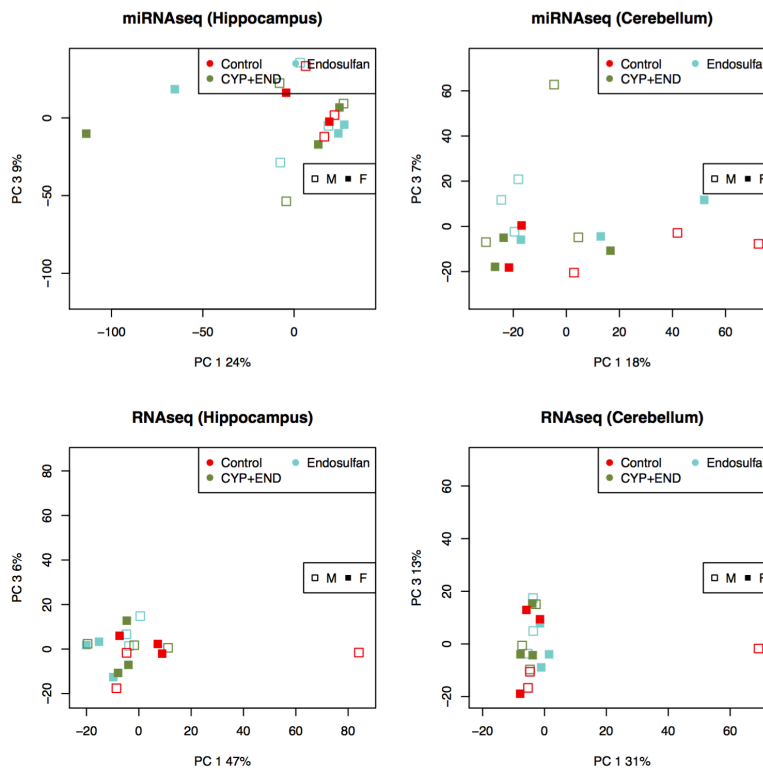 miRNAseq (Hippocampus)
Control Endosulfan
CYP+END
M F
PC 3 9%
0
−50
−100
−100 −50 0
PC 1 24%
miRNAseq (Cerebellum)
Control Endosulfan
CYP+END
M F
PC 3 7%
60
40
20
0
−20
−20 0 20 40 60
PC 1 18%
RNAseq (Hippocampus)
Control Endosulfan
CYP+END
M F
PC 3 6%
80
60
40
20
0
−20
−20 0 20 40 60 80
PC 1 47%
RNAseq (Cerebellum)
Control Endosulfan
CYP+END
M F
PC 3 13%
60
40
20
0
−20
−20 0 20 40 60
PC 1 31%